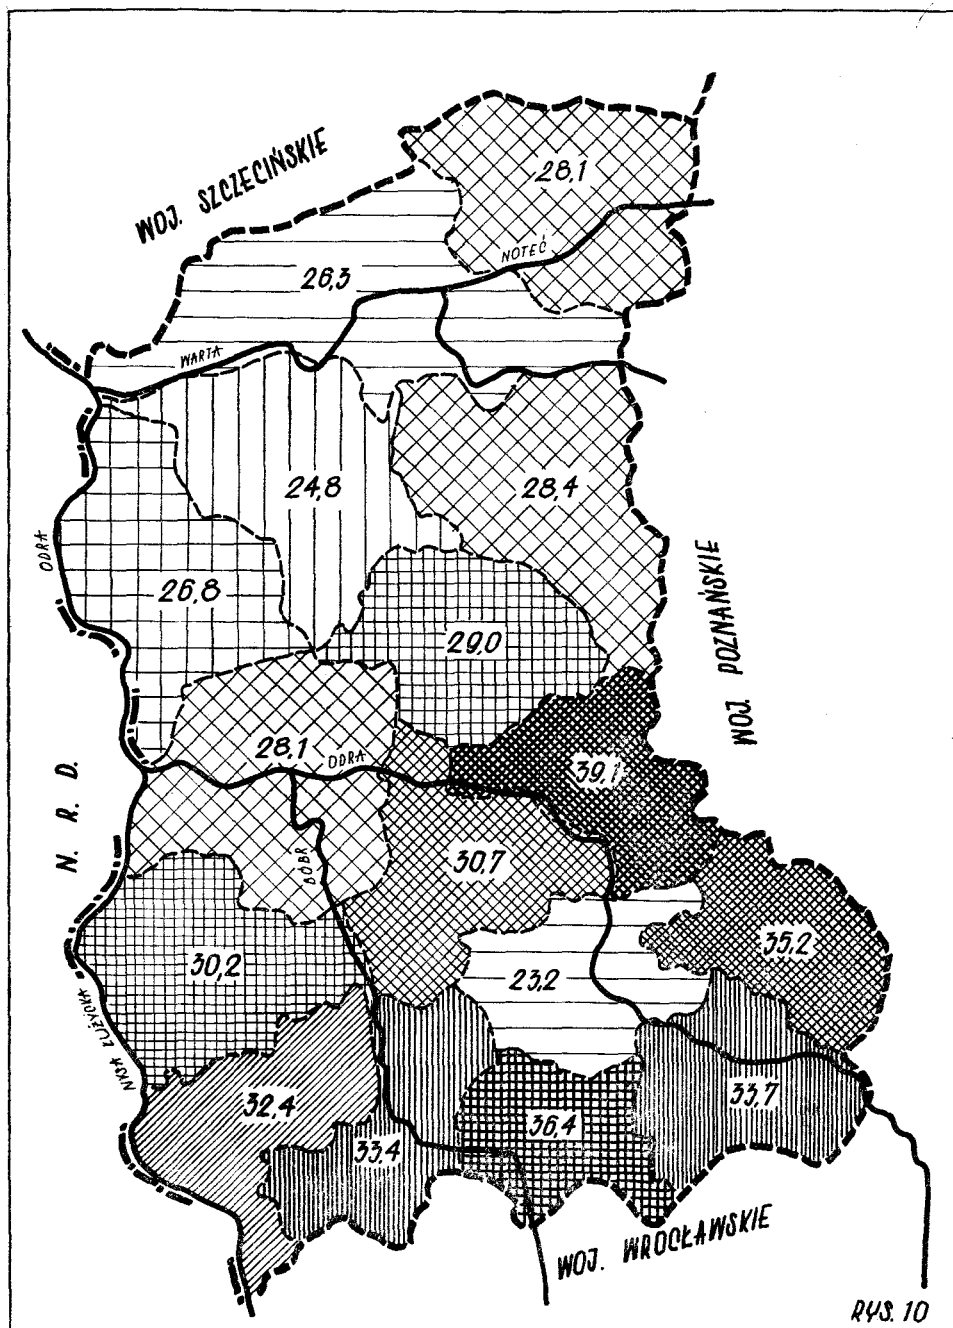 WOJ. SZCZECIŃSKIE
28,1
NOTEĆ
26,3
WARTA
24,8
28,4
ODRA
26,8
29,0
WOJ. POZNAŃSKIE
28,1
ODRA
39,1
N. R. D.
BÓBR
30,7
35,2
30,2
23,2
NYSA ŁUŻYCKA
32,4
36,4
33,7
33,4
WOJ. WROCŁAWSKIE
RYS. 10